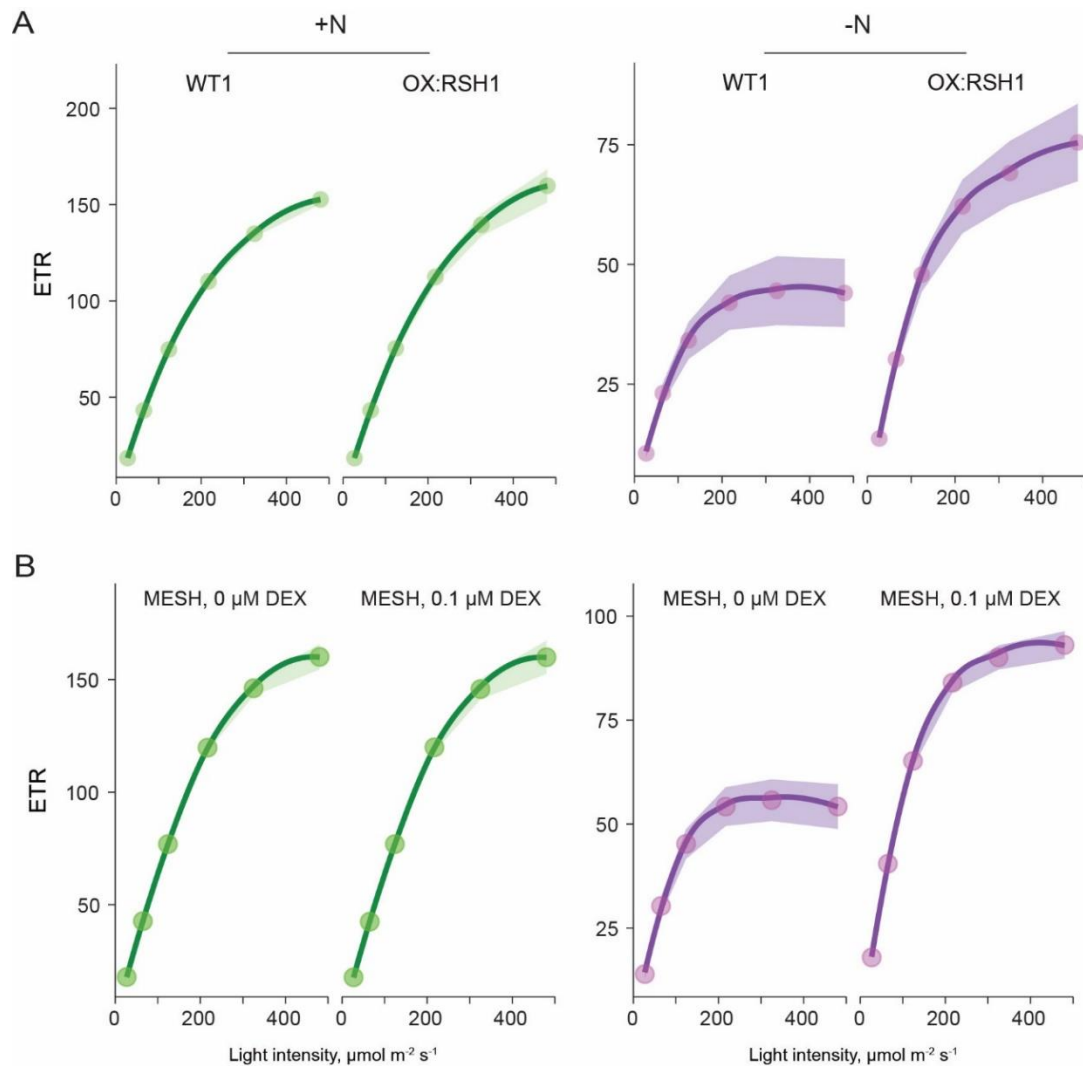 A
+N
-N
WT1
OX:RSH1
WT1
OX:RSH1
200
150
100
50
ETR
75
50
25
0 200 400
0 200 400
0 200 400
0 200 400
B
MESH, 0 µM DEX
MESH, 0.1 µM DEX
MESH, 0 µM DEX
MESH, 0.1 µM DEX
150
100
50
ETR
100
75
50
25
0 200 400
0 200 400
0 200 400
0 200 400
Light intensity, µmol m⁻² s⁻¹
Light intensity, µmol m⁻² s⁻¹